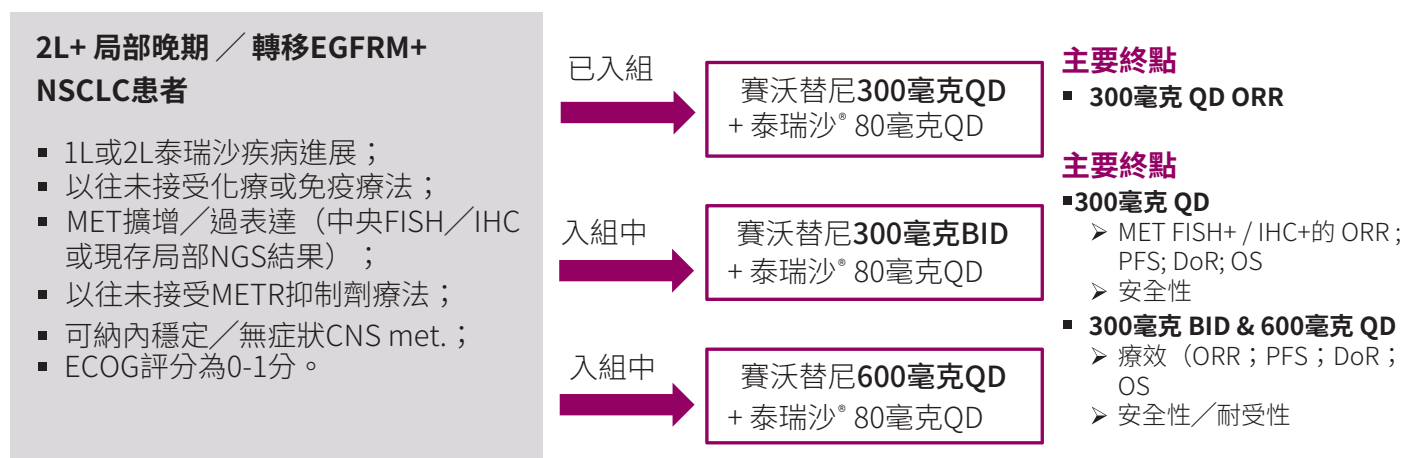 2L+ 局部晚期 ／ 轉移EGFRM+
NSCLC患者
▪ 1L或2L泰瑞沙疾病進展；
▪ 以往未接受化療或免疫療法；
▪ MET擴增／過表達（中央FISH／IHC
或現存局部NGS結果）；
▪ 以往未接受METR抑制劑療法；
▪ 可納內穩定／無症狀CNS met.；
▪ ECOG評分為0-1分。
已入組
賽沃替尼300毫克QD
+ 泰瑞沙® 80毫克QD
入組中
賽沃替尼300毫克BID
+ 泰瑞沙® 80毫克QD
入組中
賽沃替尼600毫克QD
+ 泰瑞沙® 80毫克QD
主要終點
▪ 300毫克 QD ORR
主要終點
▪300毫克 QD
➢ MET FISH+ / IHC+的 ORR；
PFS; DoR; OS
➢ 安全性
▪ 300毫克 BID & 600毫克 QD
➢ 療效（ORR；PFS；DoR；
OS
➢ 安全性／耐受性